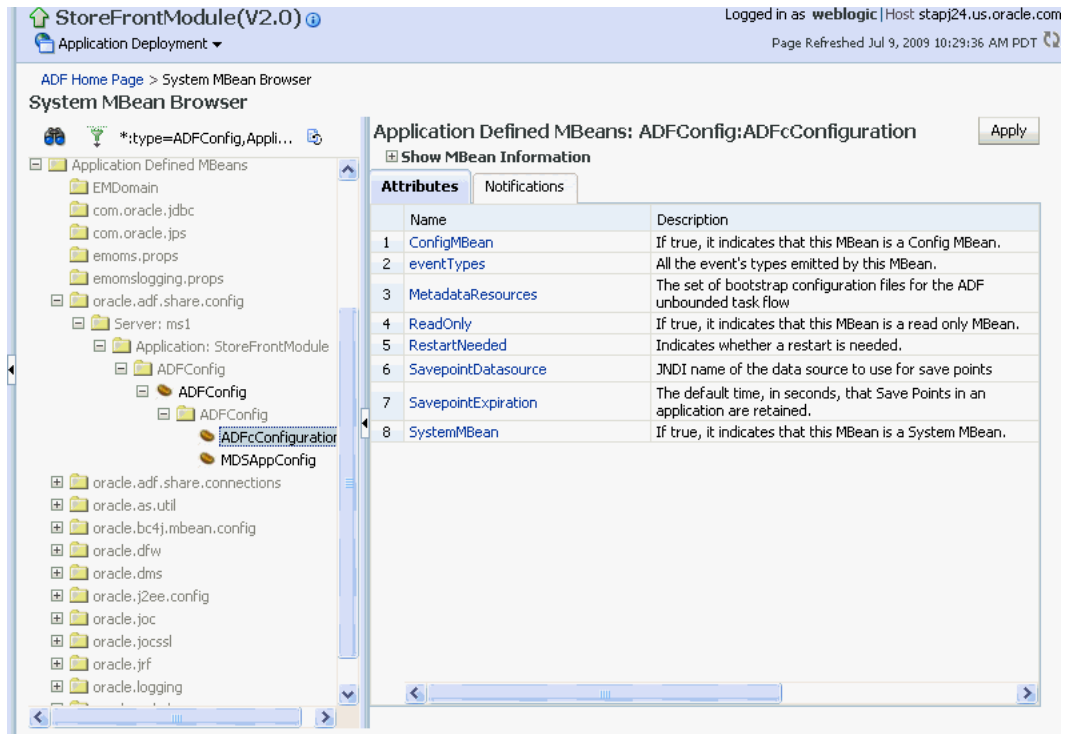 StoreFrontModule(V2.0)
Logged in as weblogic|Host stapj24.us.oracle.com
Application Deployment
Page Refreshed Jul 9, 2009 10:29:36 AM PDT
ADF Home Page > System MBean Browser
System MBean Browser
*:type=ADFConfig,Appli...
Application Defined MBeans
EMDomain
com.oracle.jdbc
com.oracle.jps
emoms.props
emomslogging.props
oracle.adf.share.config
Server: ms1
Application: StoreFrontModule
ADFConfig
ADFConfig
ADFConfig
ADFcConfiguration
MDSAppConfig
oracle.adf.share.connections
oracle.as.util
oracle.bc4j.mbean.config
oracle.dfw
oracle.dms
oracle.j2ee.config
oracle.joc
oracle.jocssl
oracle.jrf
oracle.logging
Application Defined MBeans: ADFConfig:ADFcConfiguration
Apply
Show MBean Information
Attributes
Notifications
Name Description
1 ConfigMBean If true, it indicates that this MBean is a Config MBean.
2 eventTypes All the event's types emitted by this MBean.
3 MetadataResources The set of bootstrap configuration files for the ADF
unbounded task flow
4 ReadOnly If true, it indicates that this MBean is a read only MBean.
5 RestartNeeded Indicates whether a restart is needed.
6 SavepointDatasource JNDI name of the data source to use for save points
7 SavepointExpiration The default time, in seconds, that Save Points in an
application are retained.
8 SystemMBean If true, it indicates that this MBean is a System MBean.